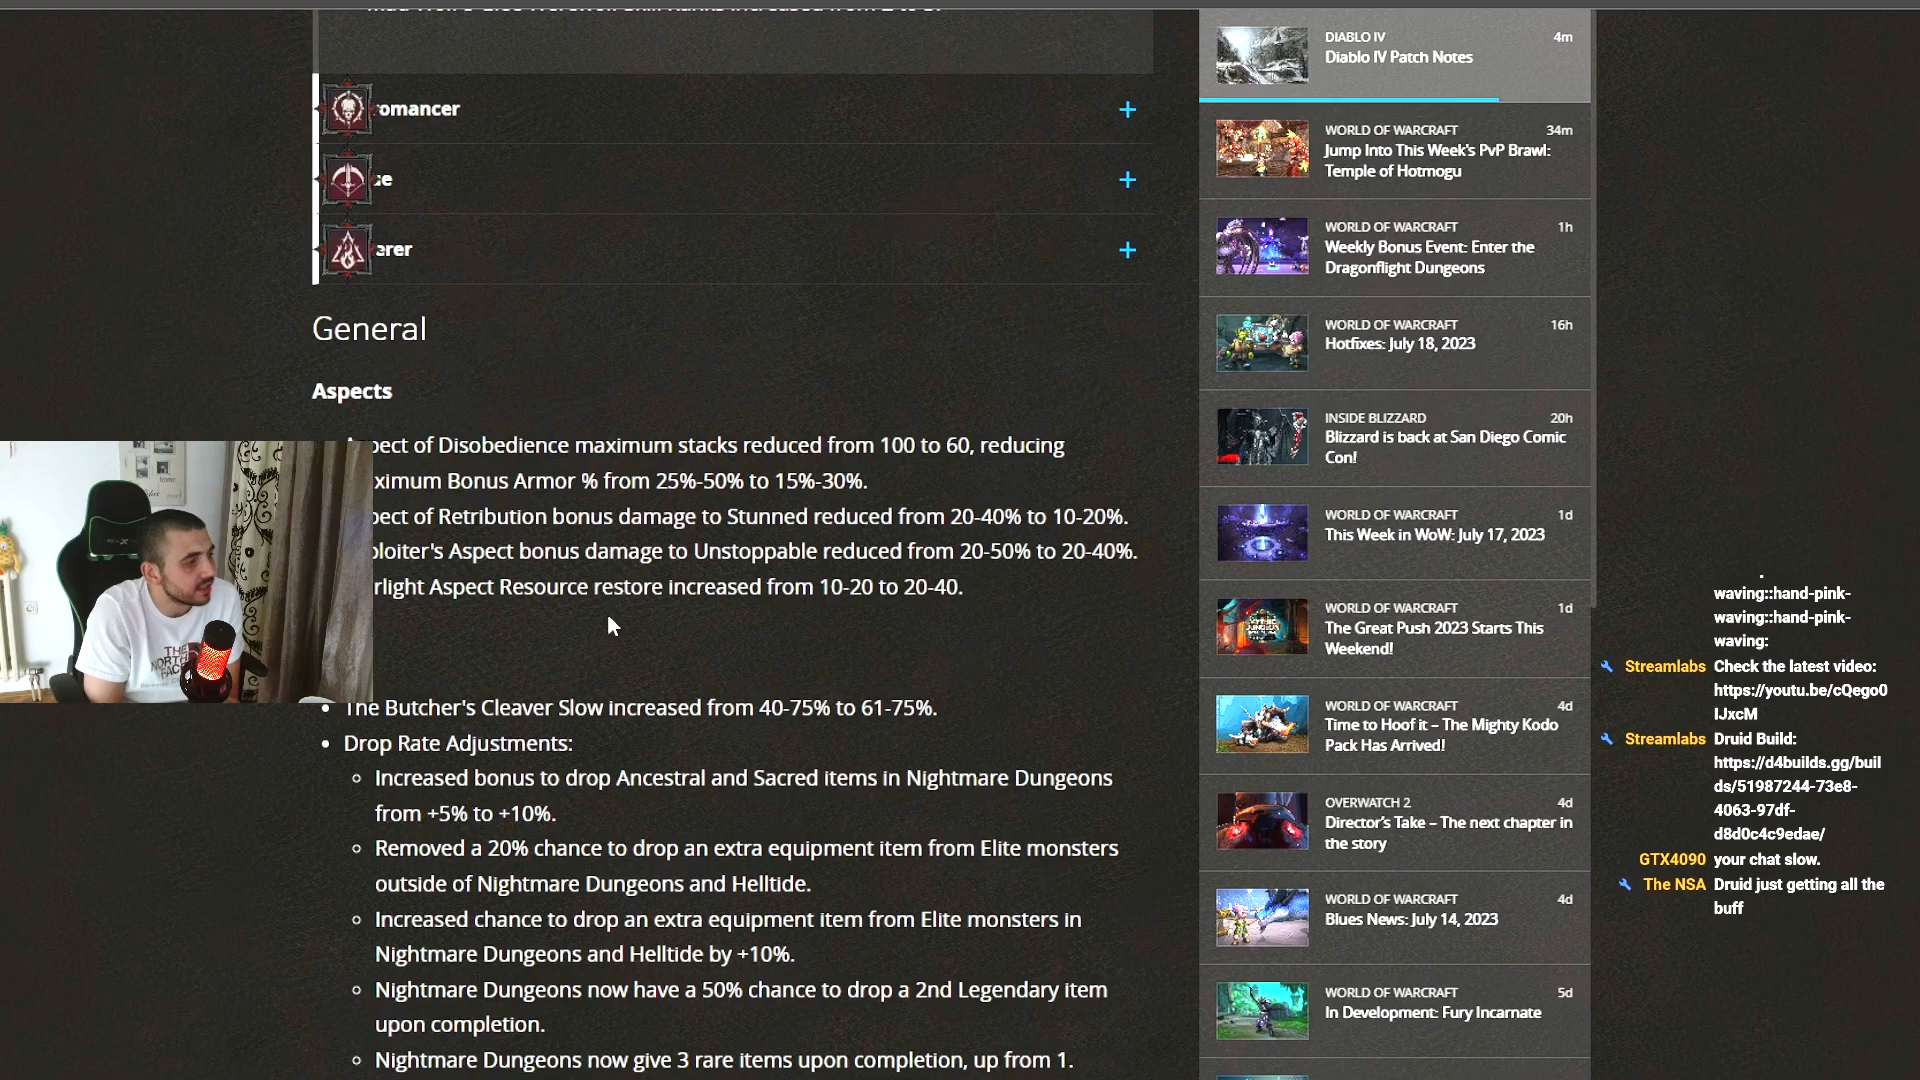 omancer
General
Aspects
pect of Disobedience maximum stacks reduced from 100 to 60, reducing
ximum Bonus Armor % from 25%-50% to 15%-30%.
pect of Retribution bonus damage to Stunned reduced from 20-40% to 10-20%.
ploiter's Aspect bonus damage to Unstoppable reduced from 20-50% to 20-40%.
rlight Aspect Resource restore increased from 10-20 to 20-40.
The Butcher's Cleaver Slow increased from 40-75% to 61-75%.
Drop Rate Adjustments:
Increased bonus to drop Ancestral and Sacred items in Nightmare Dungeons
from +5% to +10%.
Removed a 20% chance to drop an extra equipment item from Elite monsters
outside of Nightmare Dungeons and Helltide.
Increased chance to drop an extra equipment item from Elite monsters in
Nightmare Dungeons and Helltide by +10%.
Nightmare Dungeons now have a 50% chance to drop a 2nd Legendary item
upon completion.
Nightmare Dungeons now give 3 rare items upon completion, up from 1.
DIABLO IV 4m
Diablo IV Patch Notes
WORLD OF WARCRAFT 34m
Jump Into This Week's PvP Brawl:
Temple of Hotmogu
WORLD OF WARCRAFT 1h
Weekly Bonus Event: Enter the
Dragonflight Dungeons
WORLD OF WARCRAFT 16h
Hotfixes: July 18, 2023
INSIDE BLIZZARD 20h
Blizzard is back at San Diego Comic
Con!
WORLD OF WARCRAFT 1d
This Week in WoW: July 17, 2023
WORLD OF WARCRAFT 1d
The Great Push 2023 Starts This
Weekend!
WORLD OF WARCRAFT 4d
Time to Hoof it – The Mighty Kodo
Pack Has Arrived!
OVERWATCH 2 4d
Director's Take – The next chapter in
the story
WORLD OF WARCRAFT 4d
Blues News: July 14, 2023
WORLD OF WARCRAFT 5d
In Development: Fury Incarnate
waving::hand-pink-
waving::hand-pink-
waving:
Streamlabs Check the latest video:
https://youtu.be/cQego0
IJxcM
Streamlabs Druid Build:
https://d4builds.gg/buil
ds/51987244-73e8-
4063-97df-
d8d0c4c9edae/
GTX4090 your chat slow.
The NSA Druid just getting all the
buff
THE
NORTH
FACE